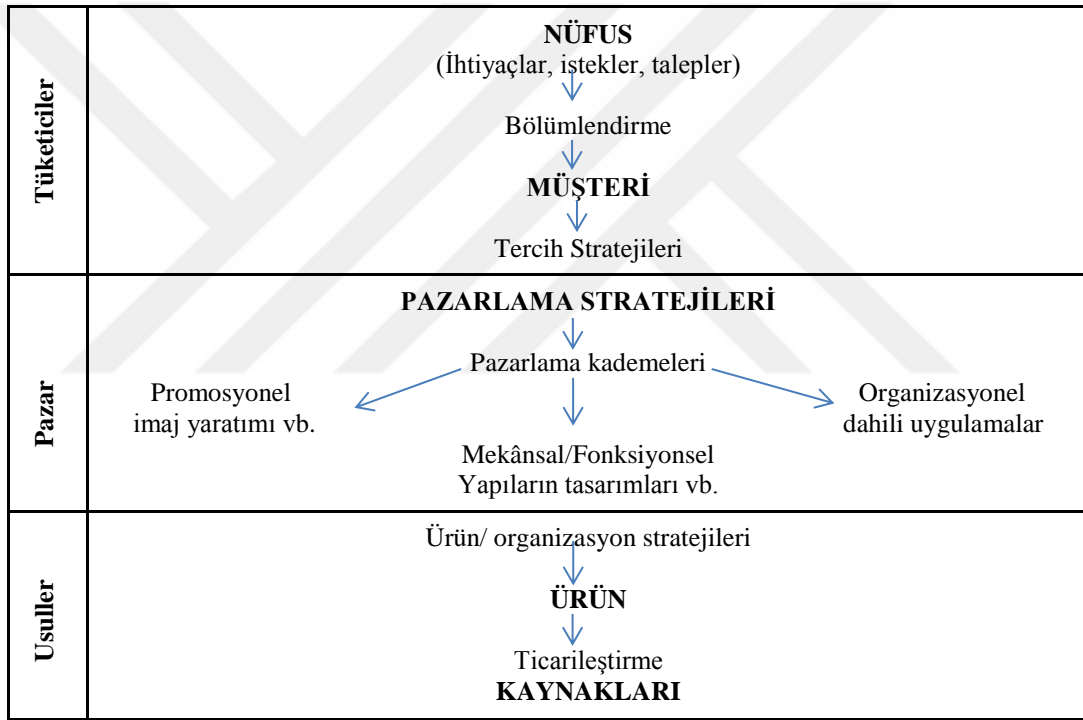 Tüketiciler
NÜFUS
(İhtiyaçlar, istekler, talepler)
Bölümlendirme
MÜŞTERİ
Tercih Stratejileri
Pazar
PAZARLAMA STRATEJİLERİ
Pazarlama kademeleri
Promosyonel
imaj yaratımı vb.
Organizasyonel
dahili uygulamalar
Mekânsal/Fonksiyonsel
Yapıların tasarımları vb.
Usuller
Ürün/ organizasyon stratejileri
ÜRÜN
Ticarileştirme
KAYNAKLARI